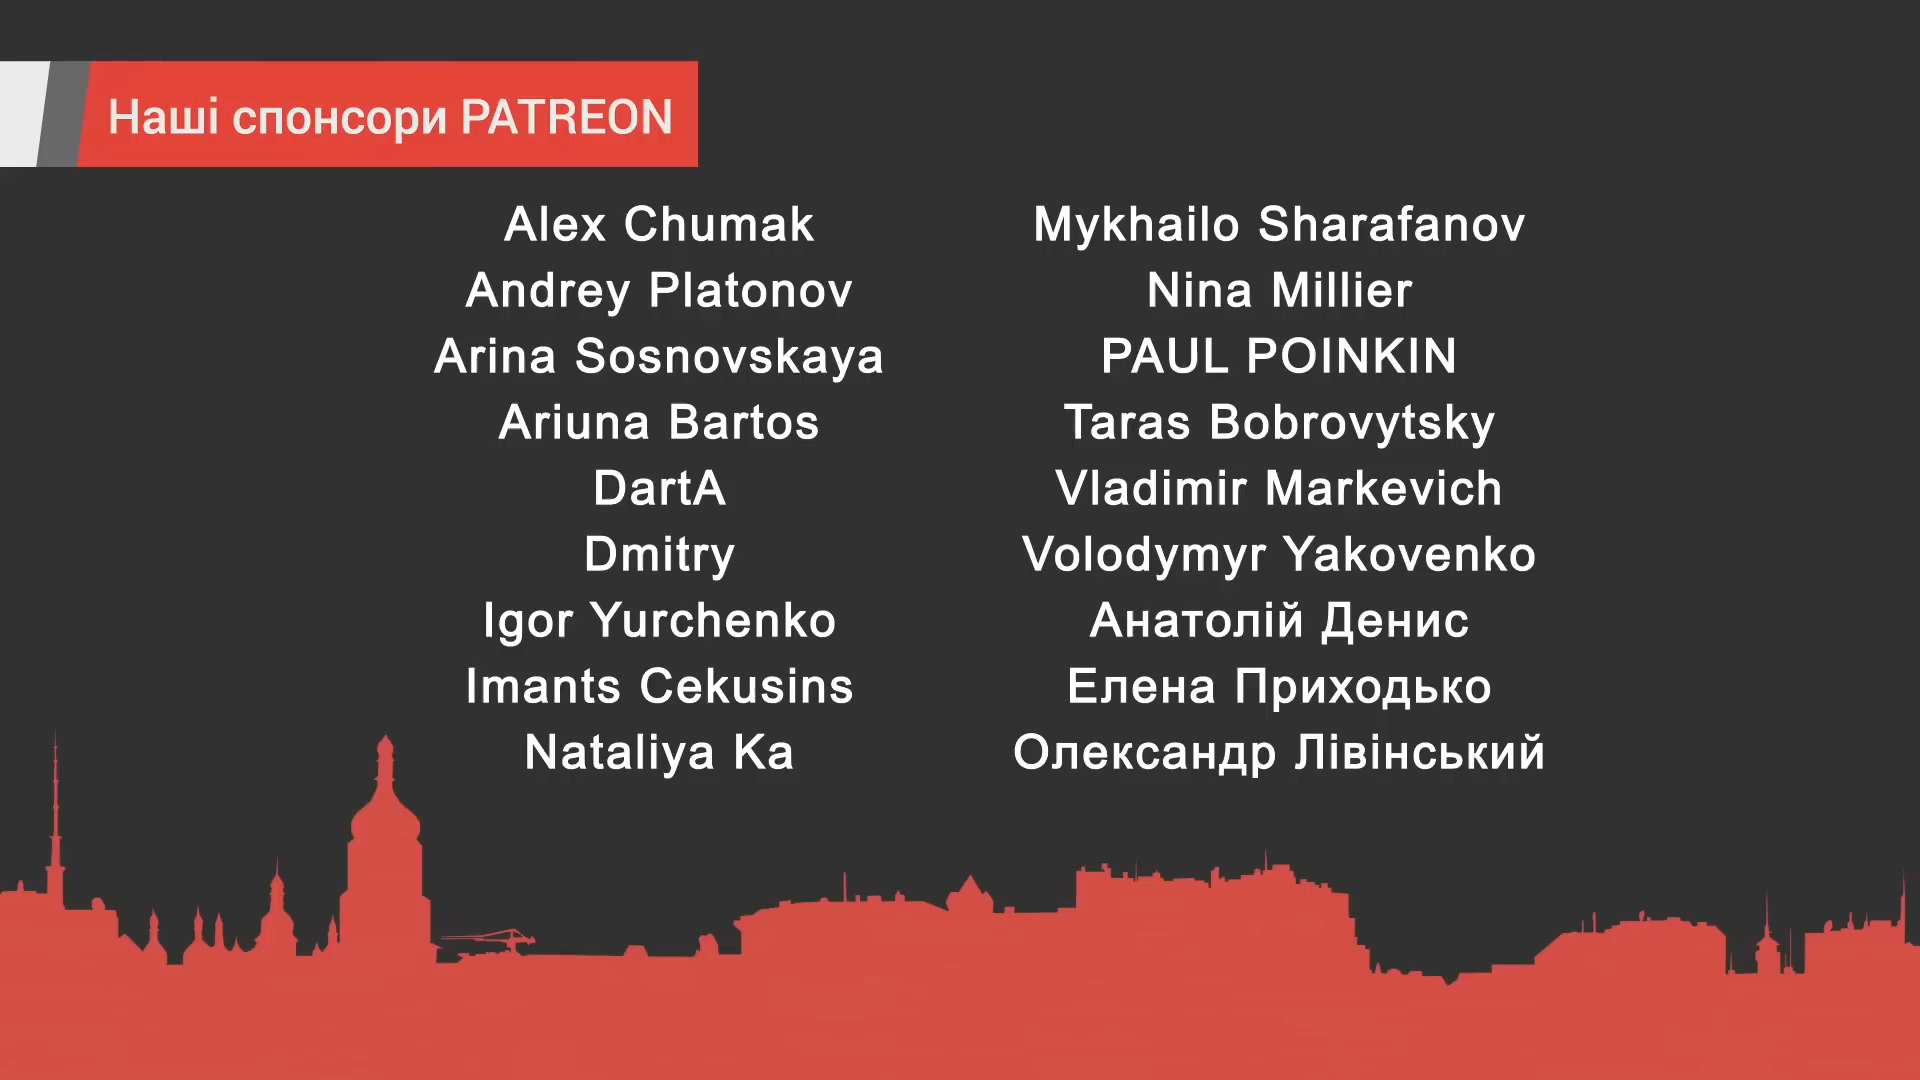 Наші спонсори PATREON
Alex Chumak
Andrey Platonov
Arina Sosnovskaya
Ariuna Bartos
DartA
Dmitry
Igor Yurchenko
Imants Cekusins
Nataliya Ka
Mykhailo Sharafanov
Nina Millier
PAUL POINKIN
Taras Bobrovytsky
Vladimir Markevich
Volodymyr Yakovenko
Анатолій Денис
Елена Приходько
Олександр Лівінський